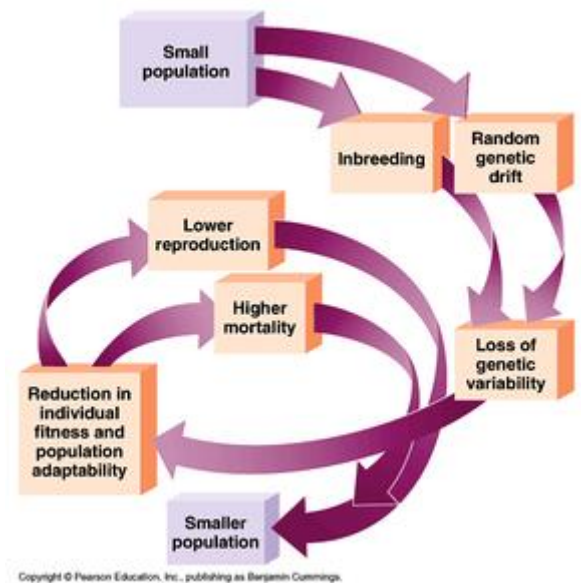 Small
population
Inbreeding
Random
genetic
drift
Lower
reproduction
Higher
mortality
Loss of
genetic
variability
Reduction in
individual
fitness and
population
adaptability
Smaller
population
Copyright © Pearson Education, Inc., publishing as Benjamin Cummings.